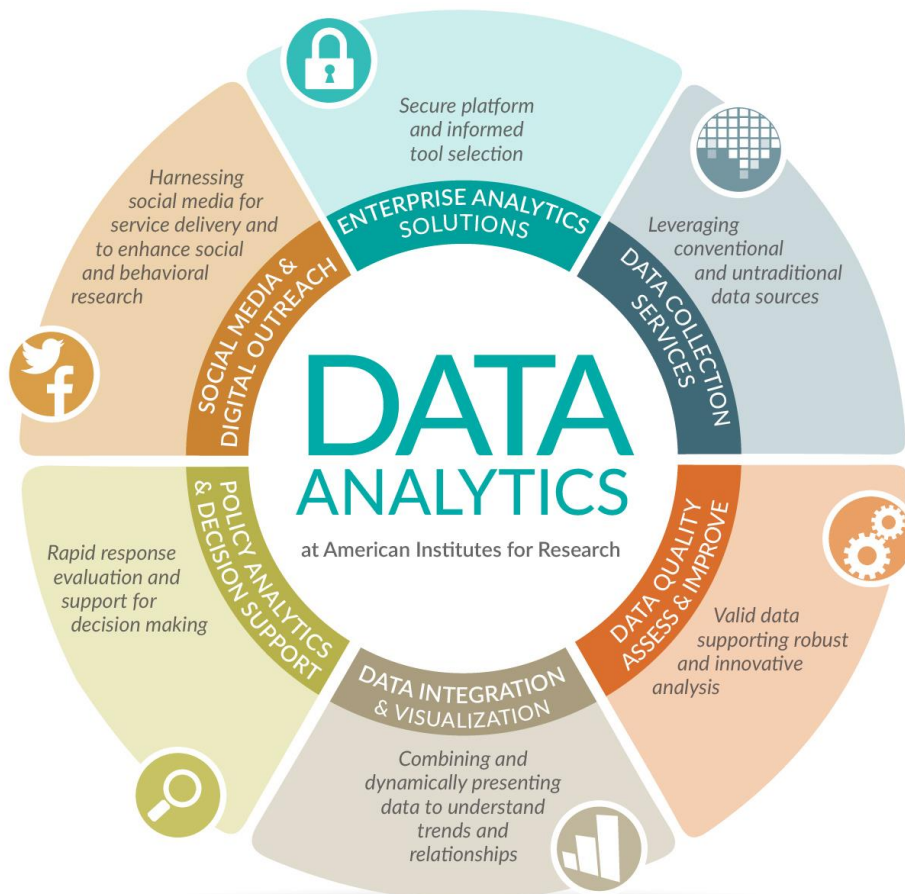 DATA
ANALYTICS
at American Institutes for Research
ENTERPRISE ANALYTICS
SOLUTIONS
Secure platform
and informed
tool selection
DATA COLLECTION
SERVICES
Leveraging
conventional
and untraditional
data sources
DATA QUALITY
ASSESS & IMPROVE
Valid data
supporting robust
and innovative
analysis
DATA INTEGRATION
& VISUALIZATION
Combining and
dynamically presenting
data to understand
trends and
relationships
POLICY ANALYTICS
& DECISION SUPPORT
Rapid response
evaluation and
support for
decision making
SOCIAL MEDIA &
DIGITAL OUTREACH
Harnessing
social media for
service delivery and
to enhance social
and behavioral
research